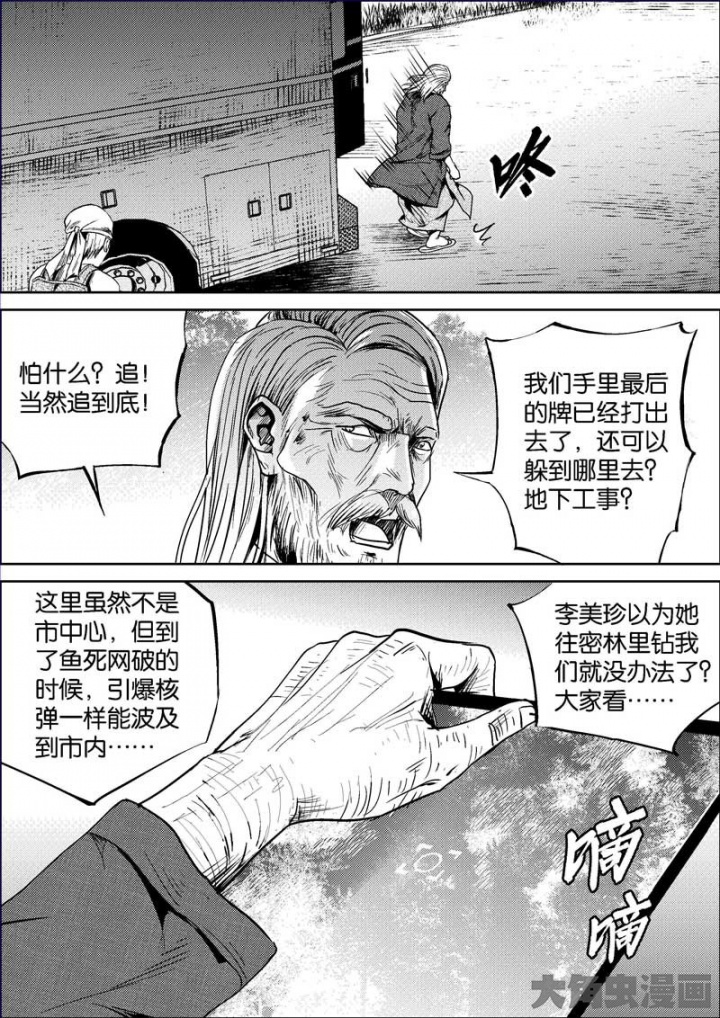 咚
怕什么？追！
当然追到底！
我们手里最后
的牌已经打出
去了，还可以
躲到哪里去？
地下工事？
这里虽然不是
市中心，但到
了鱼死网破的
时候，引爆核
弹一样能波及
到市内……
李美珍以为她
往密林里钻我
们就没办法了？
大家看……
嘀
嘀
大角虫漫画